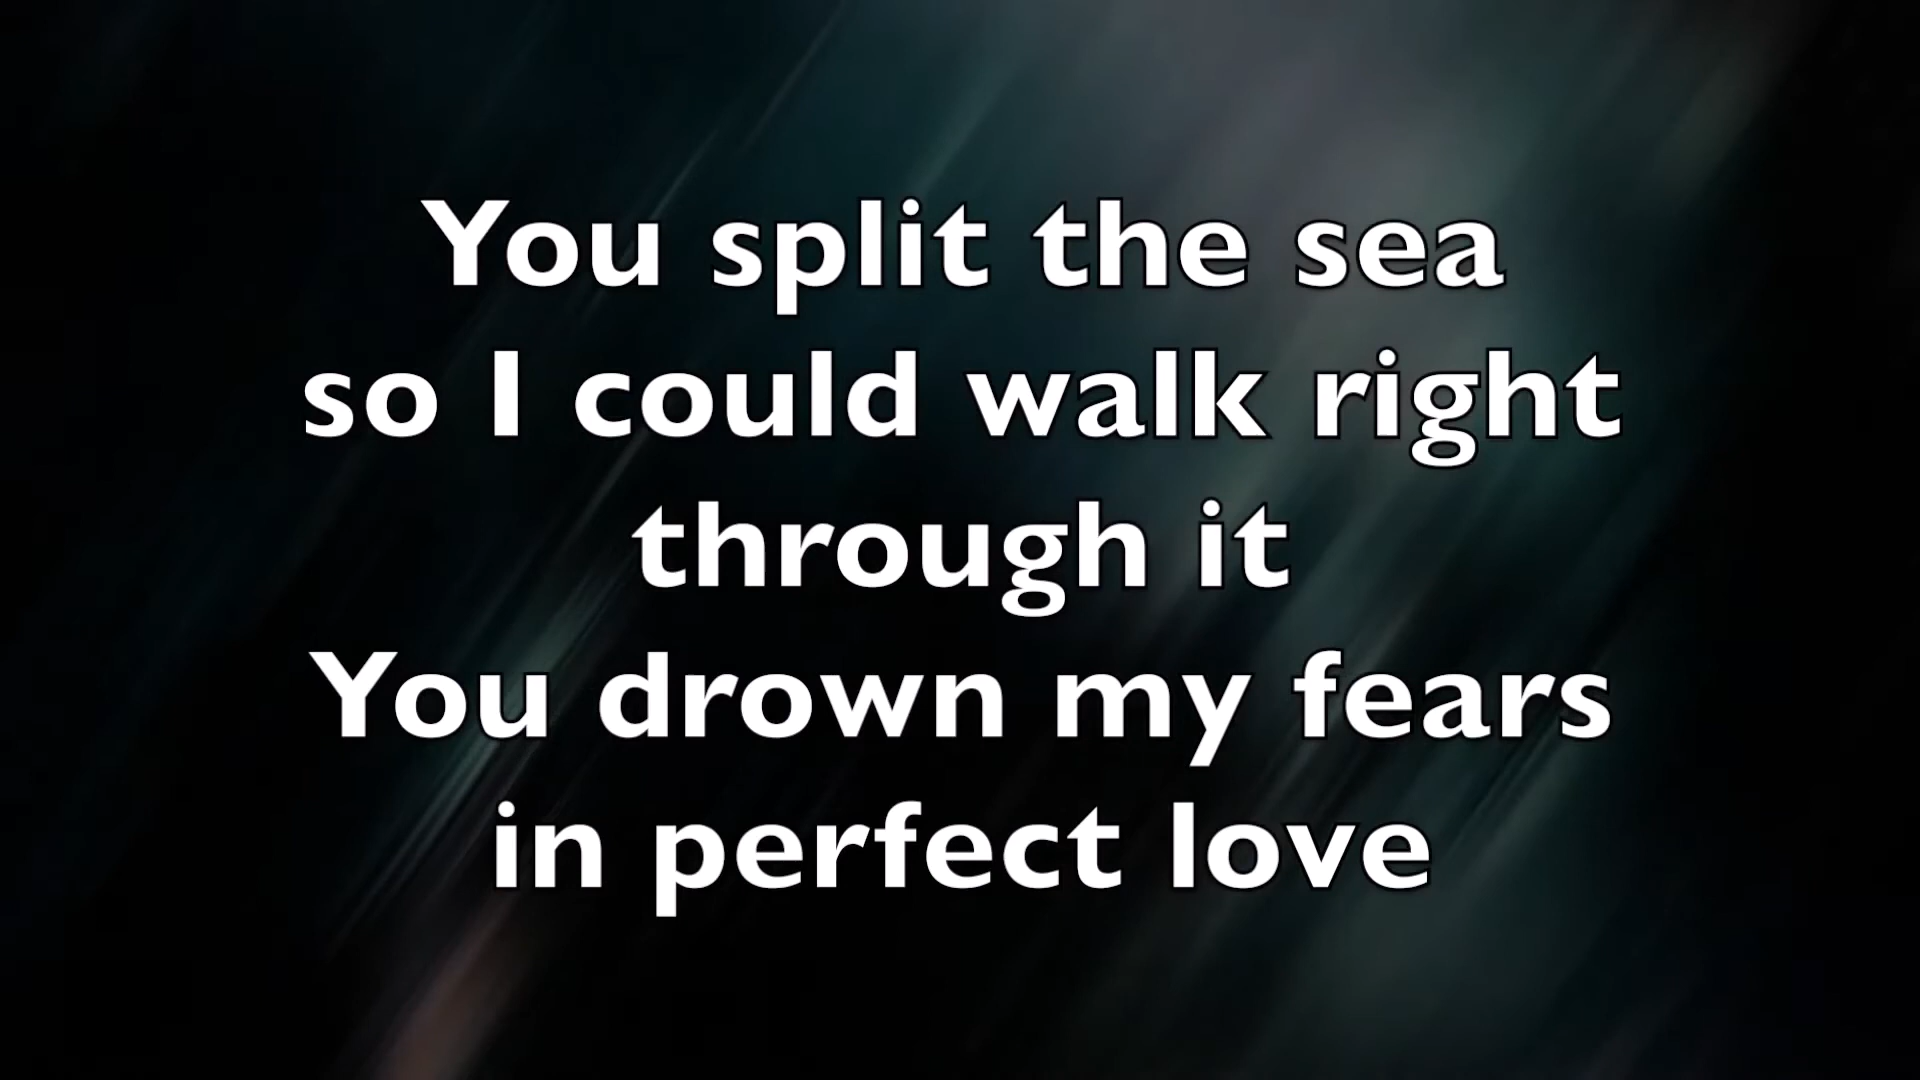 You split the sea
so I could walk right
through it
You drown my fears
in perfect love